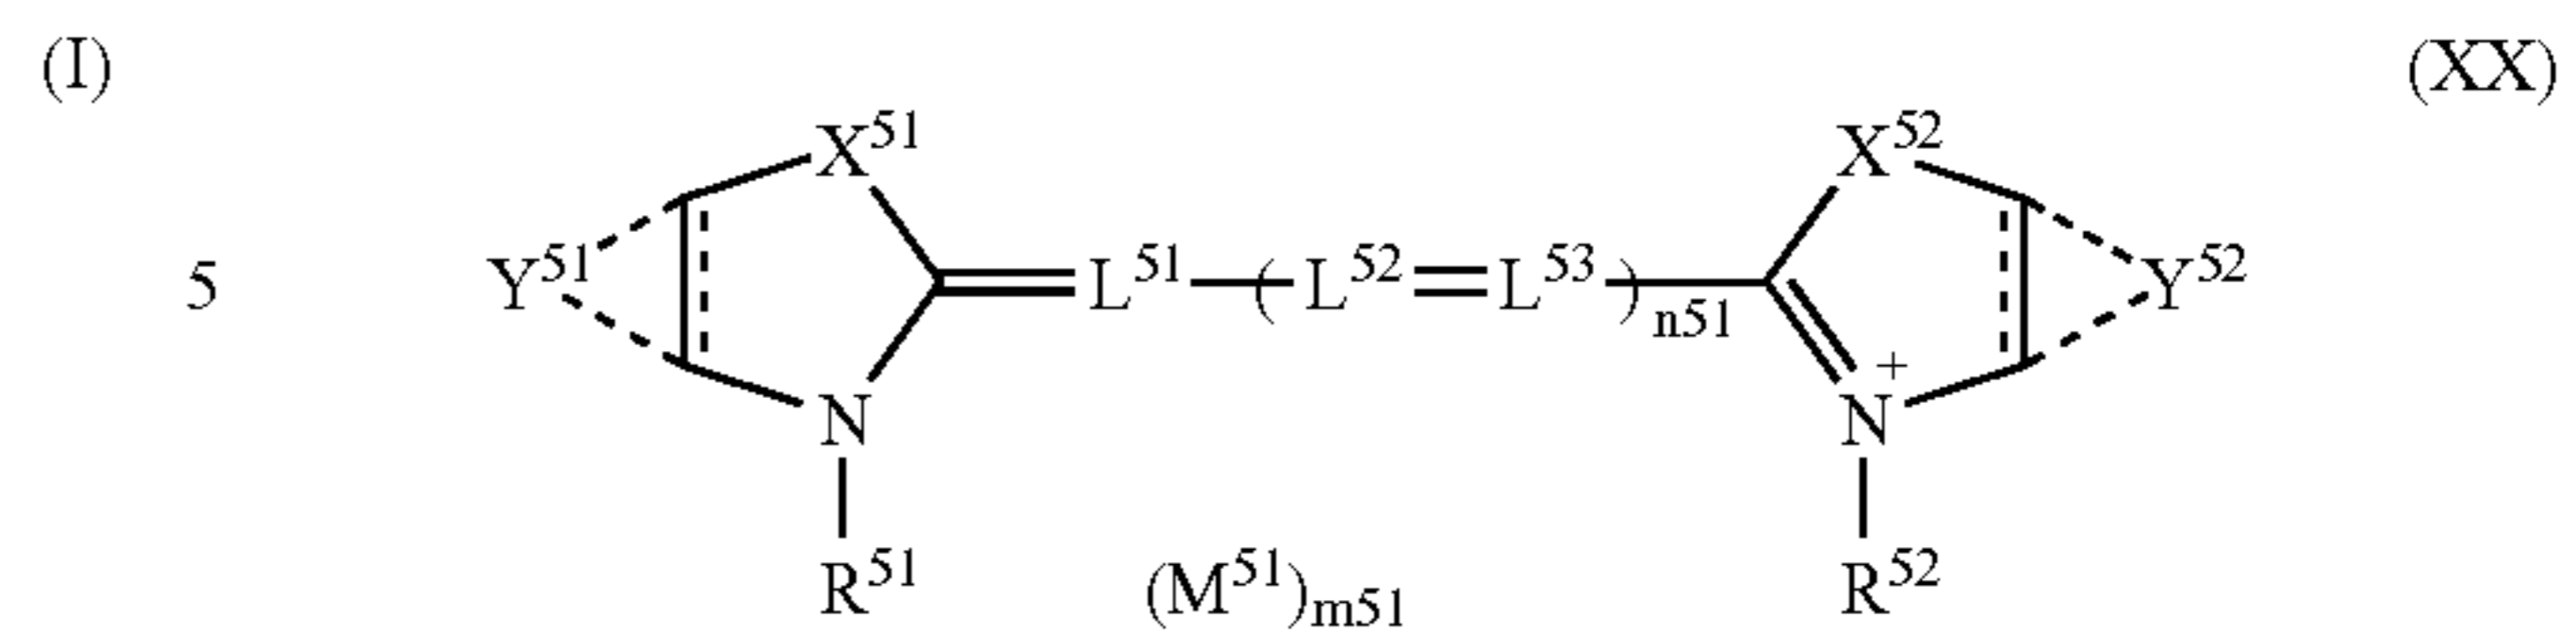 (I) (XX)
X⁵¹ X⁵²
5 Y⁵¹ L⁵¹ ( L⁵² L⁵³ )n51 Y⁵²
N N⁺
R⁵¹ (M⁵¹)m51 R⁵²